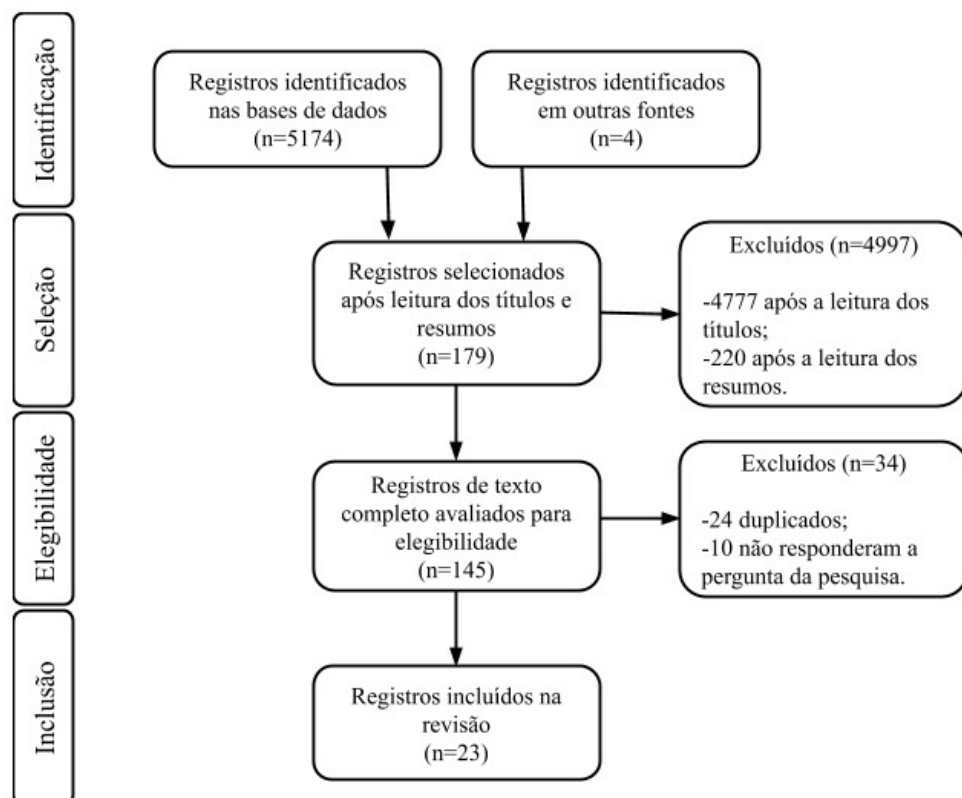 Identificação
Registros identificados
nas bases de dados
(n=5174)
Registros identificados
em outras fontes
(n=4)
Seleção
Registros selecionados
após leitura dos títulos e
resumos
(n=179)
Excluídos (n=4997)
-4777 após a leitura dos
títulos;
-220 após a leitura dos
resumos.
Elegibilidade
Registros de texto
completo avaliados para
elegibilidade
(n=145)
Excluídos (n=34)
-24 duplicados;
-10 não responderam a
pergunta da pesquisa.
Inclusão
Registros incluídos na
revisão
(n=23)